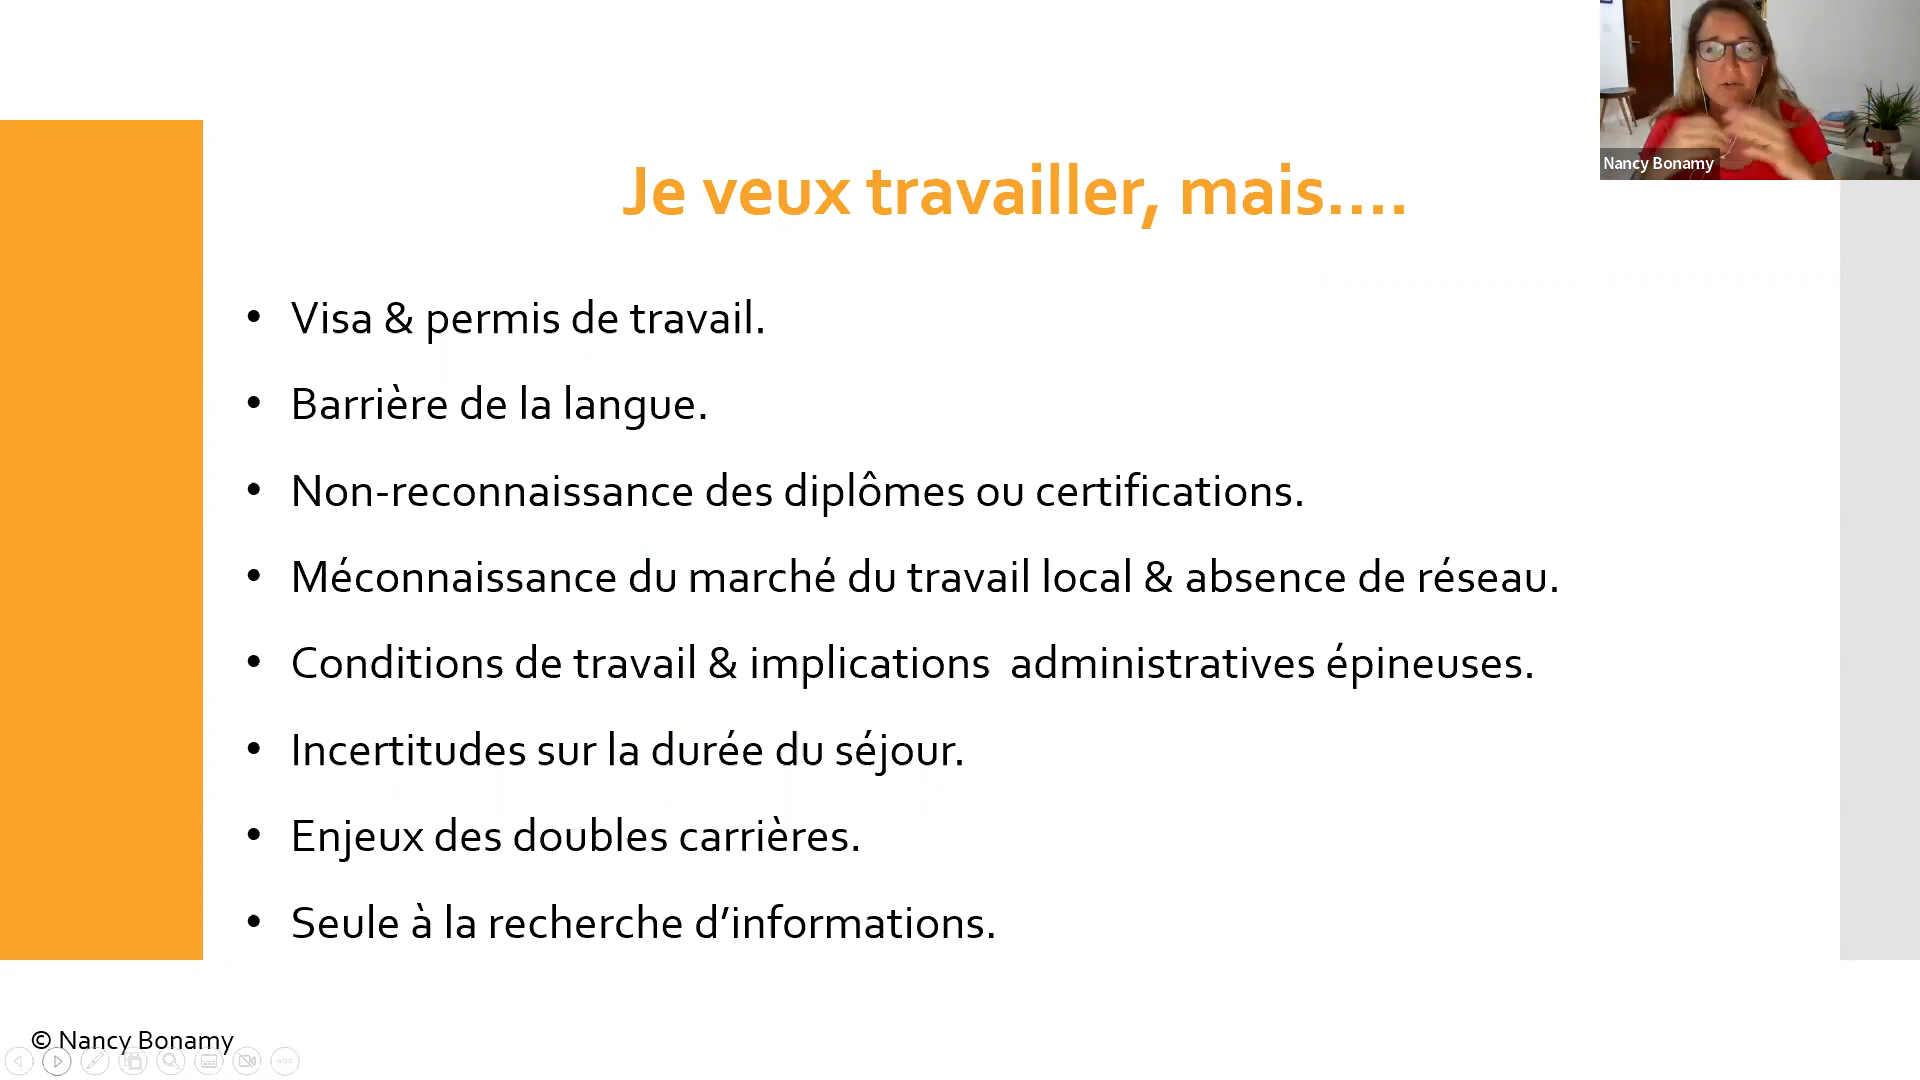 Nancy Bonamy
Je veux travailler, mais....
• Visa & permis de travail.
• Barrière de la langue.
• Non-reconnaissance des diplômes ou certifications.
• Méconnaissance du marché du travail local & absence de réseau.
• Conditions de travail & implications  administratives épineuses.
• Incertitudes sur la durée du séjour.
• Enjeux des doubles carrières.
• Seule à la recherche d’informations.
© Nancy Bonamy